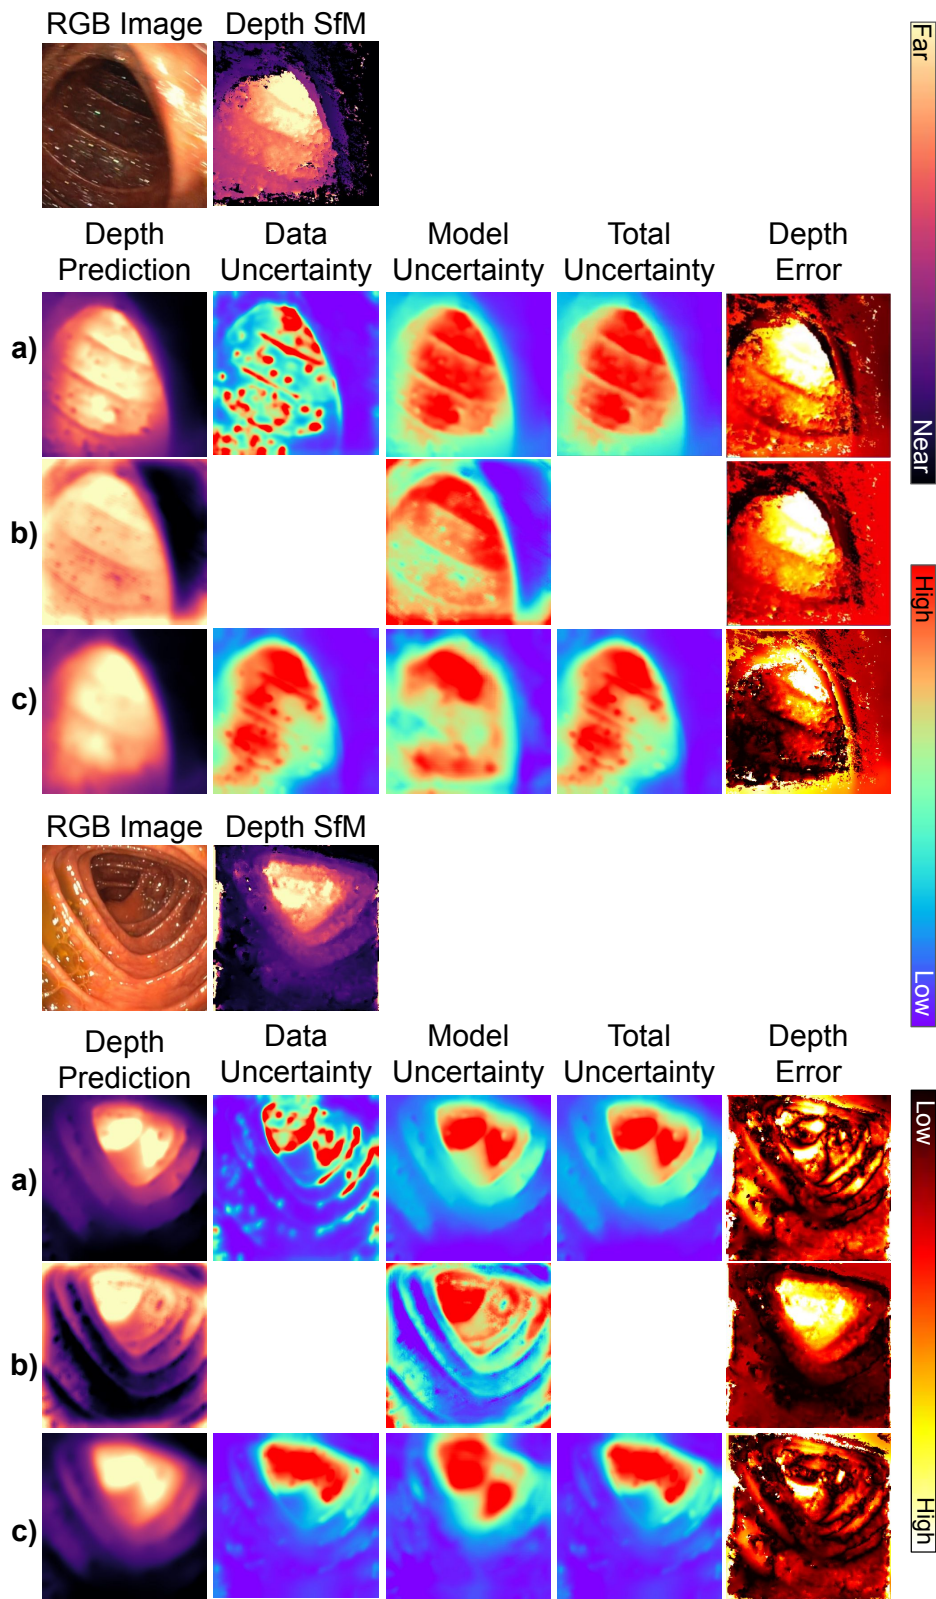 RGB Image Depth SfM
Depth Prediction Data Uncertainty Model Uncertainty Total Uncertainty Depth Error
a)
b)
c)
RGB Image Depth SfM
Depth Prediction Data Uncertainty Model Uncertainty Total Uncertainty Depth Error
a)
b)
c)
Far
Near
High
Low
Low
High